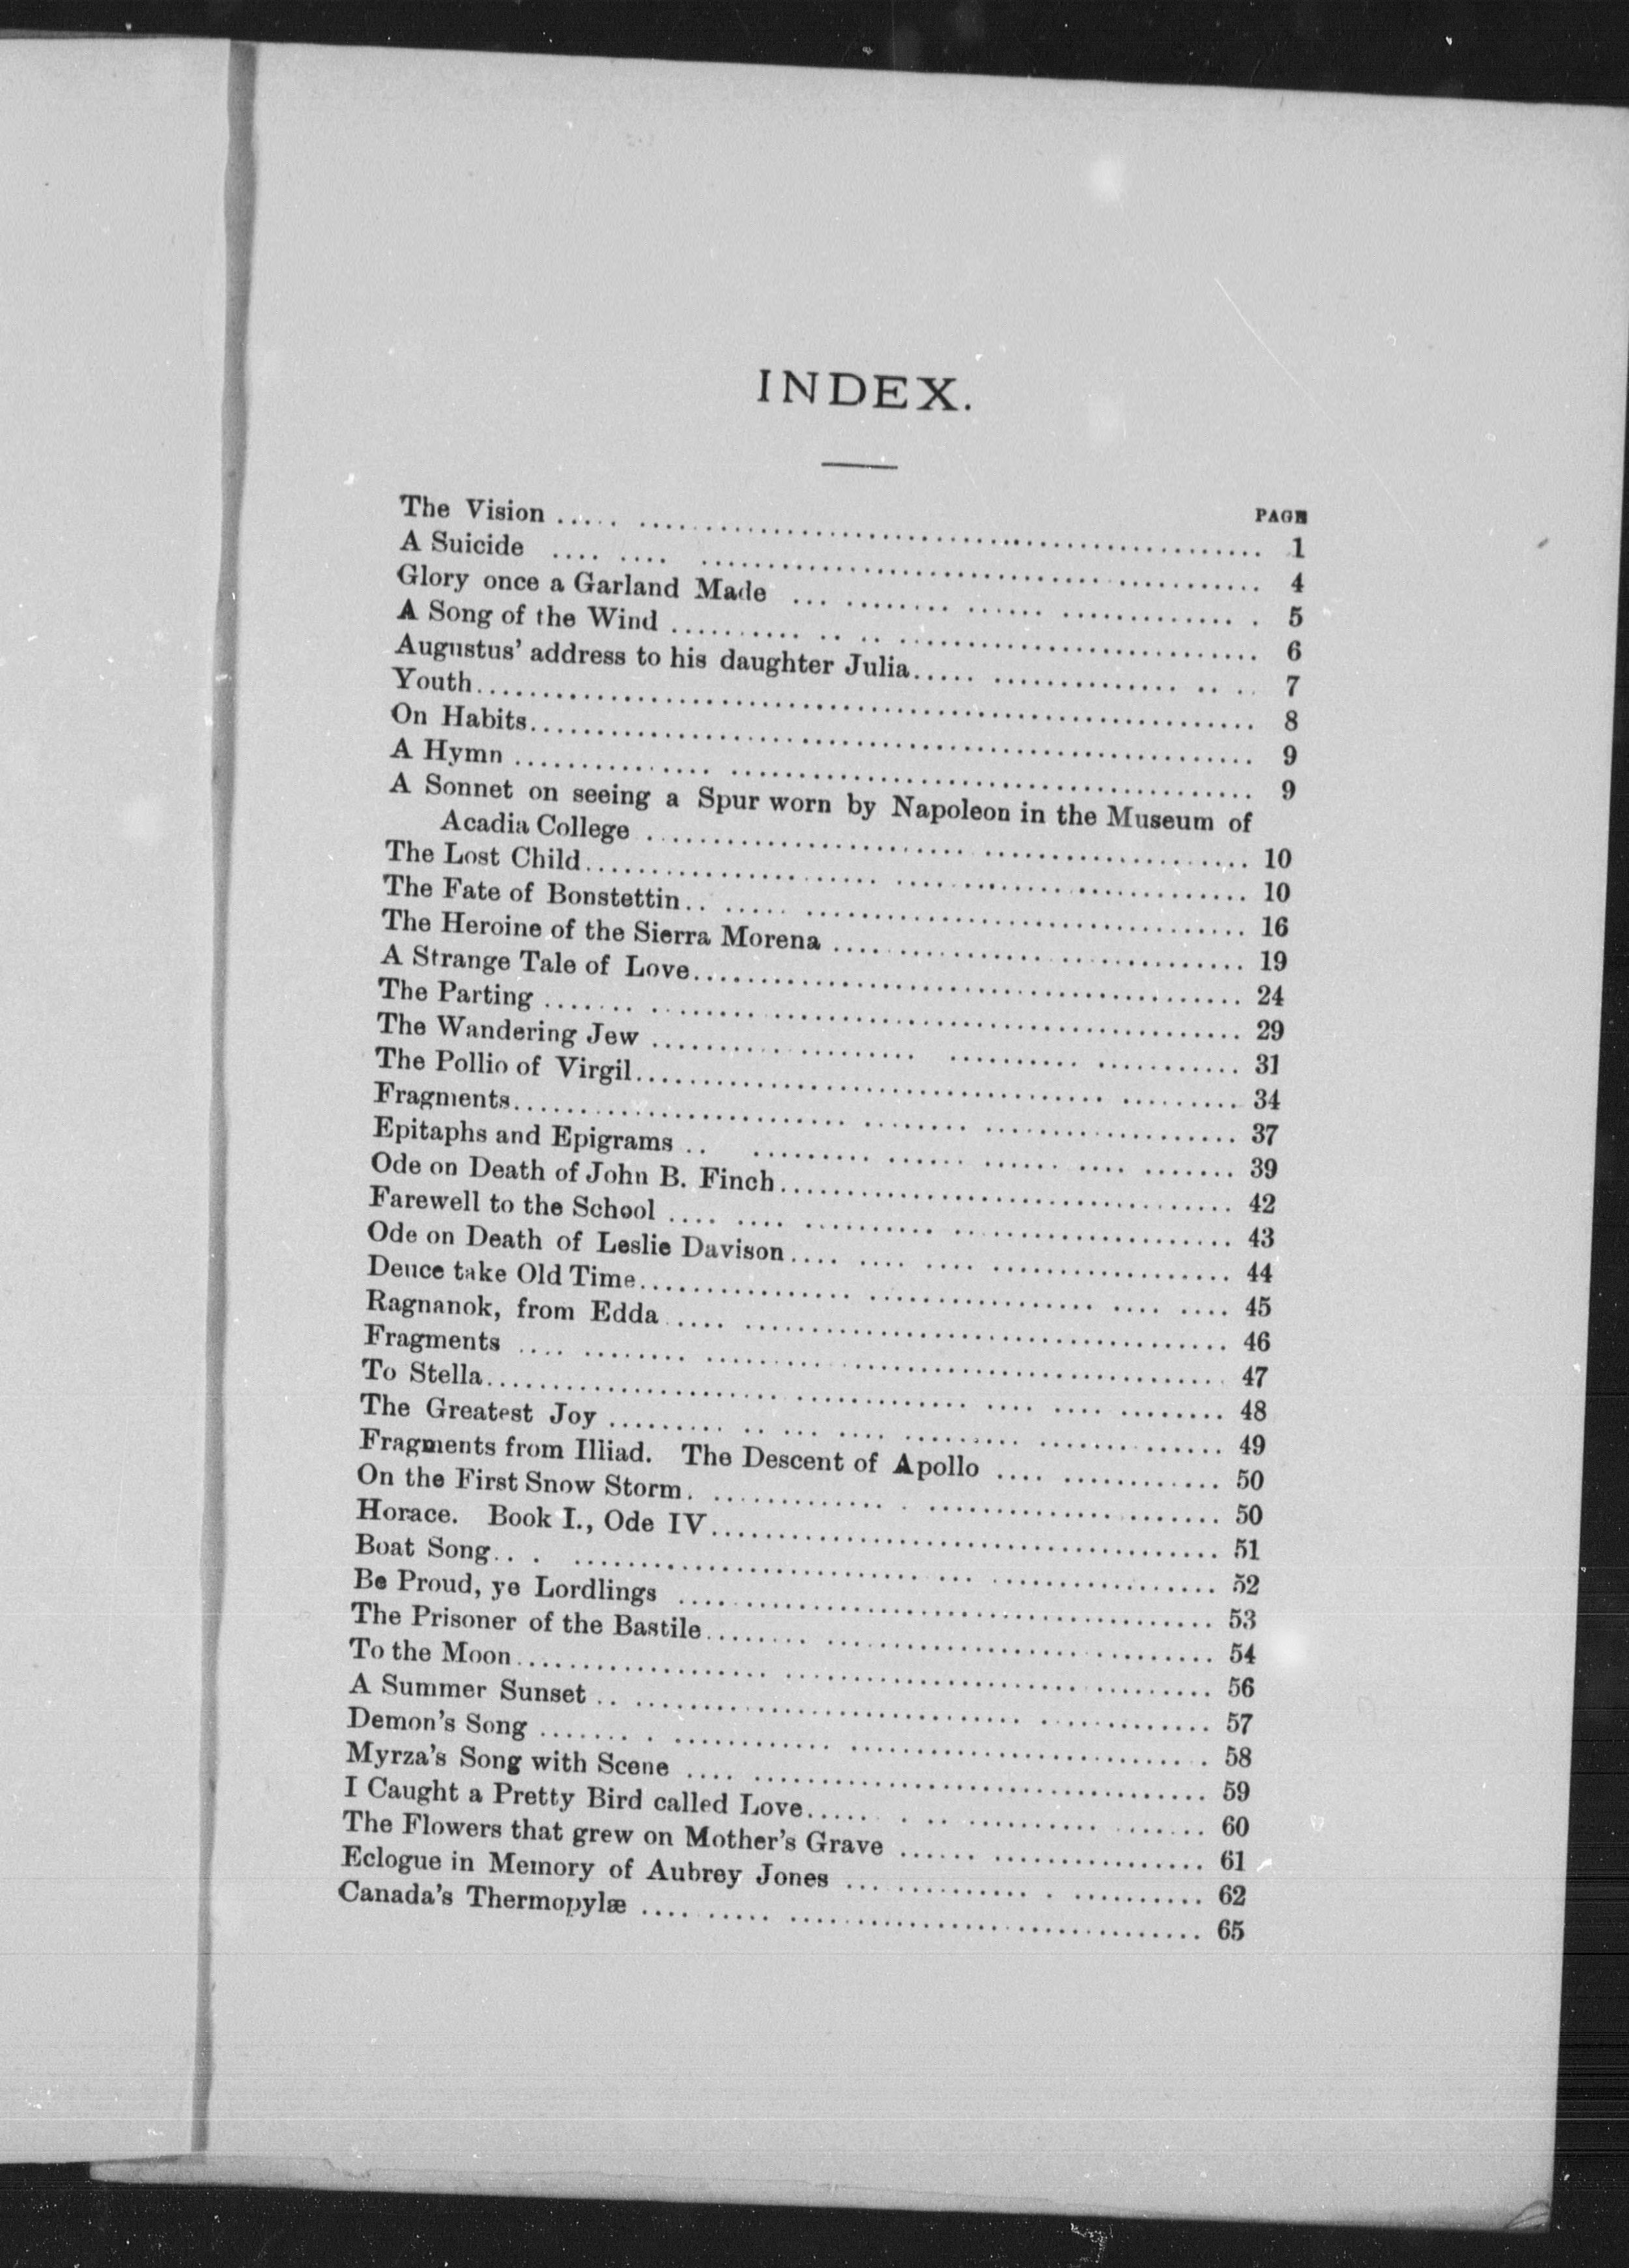 INDEX.
PAGE
The Vision 1
A Suicide 4
Glory once a Garland Made 5
A Song of the Wind 6
Augustus' address to his daughter Julia 7
Youth 8
On Habits 9
A Hymn 9
A Sonnet on seeing a Spur worn by Napoleon in the Museum of
Acadia College 10
The Lost Child 10
The Fate of Bonstettin 16
The Heroine of the Sierra Morena 19
A Strange Tale of Love 24
The Parting 29
The Wandering Jew 31
The Pollio of Virgil 34
Fragments 37
Epitaphs and Epigrams 39
Ode on Death of John B. Finch 42
Farewell to the School 43
Ode on Death of Leslie Davison 44
Deuce take Old Time 45
Ragnanok, from Edda 46
Fragments 47
To Stella 48
The Greatest Joy 49
Fragments from Illiad. The Descent of Apollo 50
On the First Snow Storm 50
Horace. Book I., Ode IV 51
Boat Song 52
Be Proud, ye Lordlings 53
The Prisoner of the Bastile 54
To the Moon 56
A Summer Sunset 57
Demon's Song 58
Myrza's Song with Scene 59
I Caught a Pretty Bird called Love 60
The Flowers that grew on Mother's Grave 61
Eclogue in Memory of Aubrey Jones 62
Canada's Thermopylæ 65